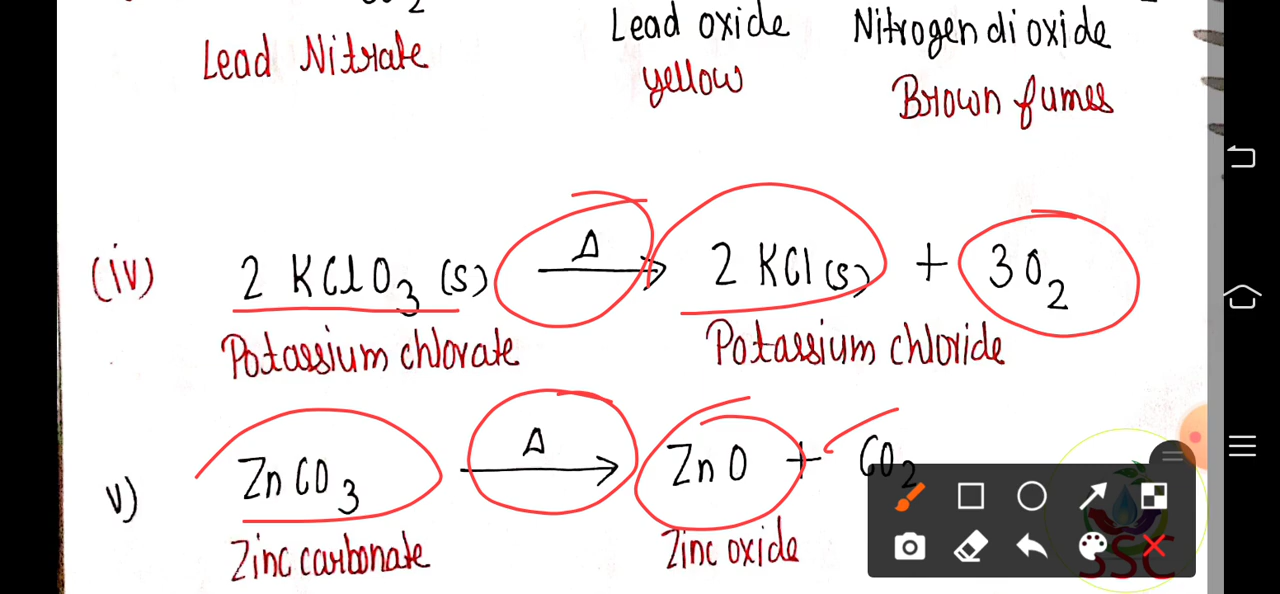 Lead Nitrate
Lead oxide
yellow
Nitrogen dioxide
Brown fumes
(iv) 2 KClO3 (s) Δ → 2 KCl (s) + 3O2
Potassium chlorate Potassium chloride
v) ZnCO3 Δ → ZnO + CO2
Zinc carbonate Zinc oxide
SSC